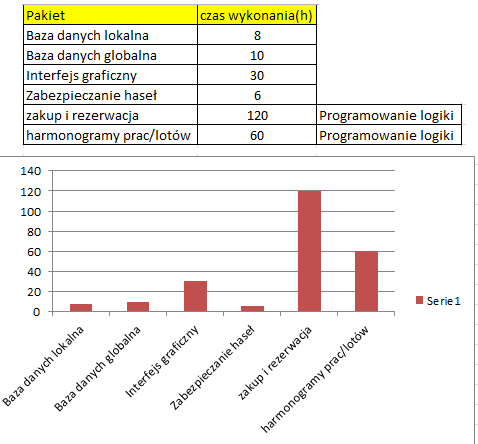 Pakiet czas wykonania(h)
Baza danych lokalna 8
Baza danych globalna 10
Interfejs graficzny 30
Zabezpieczanie haseł 6
zakup i rezerwacja 120 Programowanie logiki
harmonogramy prac/lotów 60 Programowanie logiki
140
120
100
80
60
40
20
0
Serie1
Baza danych lokalna
Baza danych globalna
Interfejs graficzny
Zabezpieczanie haseł
zakup i rezerwacja
harmonogramy prac/lotów